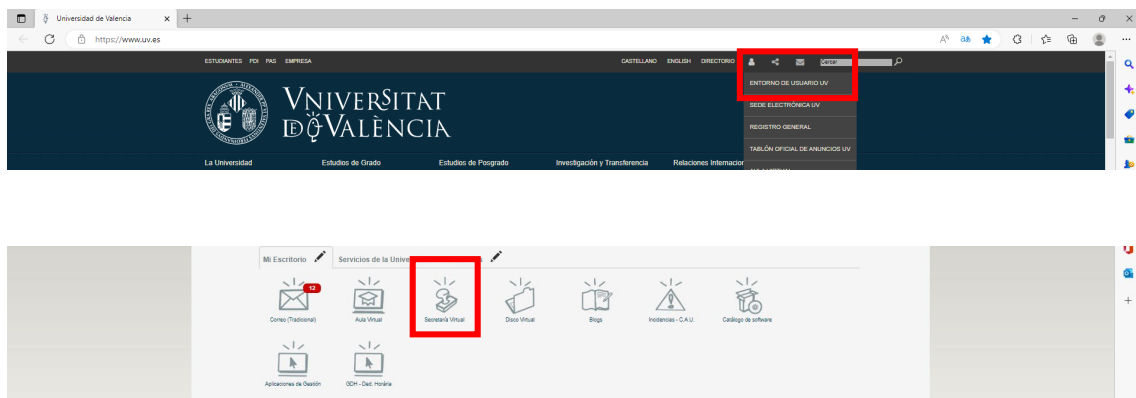 Universidad de Valencia
https://www.uv.es
ESTUDIANTES PDI PAS EMPRESA CASTELLANO ENGLISH DIRECTORIO Cercar
ENTORNO DE USUARIO UV
VNIVERSITAT
SEDE ELECTRÓNICA UV
D VALÈNCIA
REGISTRO GENERAL
TABLÓN OFICIAL DE ANUNCIOS UV
La Universidad Estudios de Grado Estudios de Posgrado Investigación y Transferencia Relaciones Internacion
Mi Escritorio Servicios de la Unive
12
Correo (Tradicional) Aula Virtual Secretaría Virtual Disco Virtual Blogs Incidencias - C.A.U. Catálogo de software
Aplicaciones de Gestión GDH - Ded. Horària